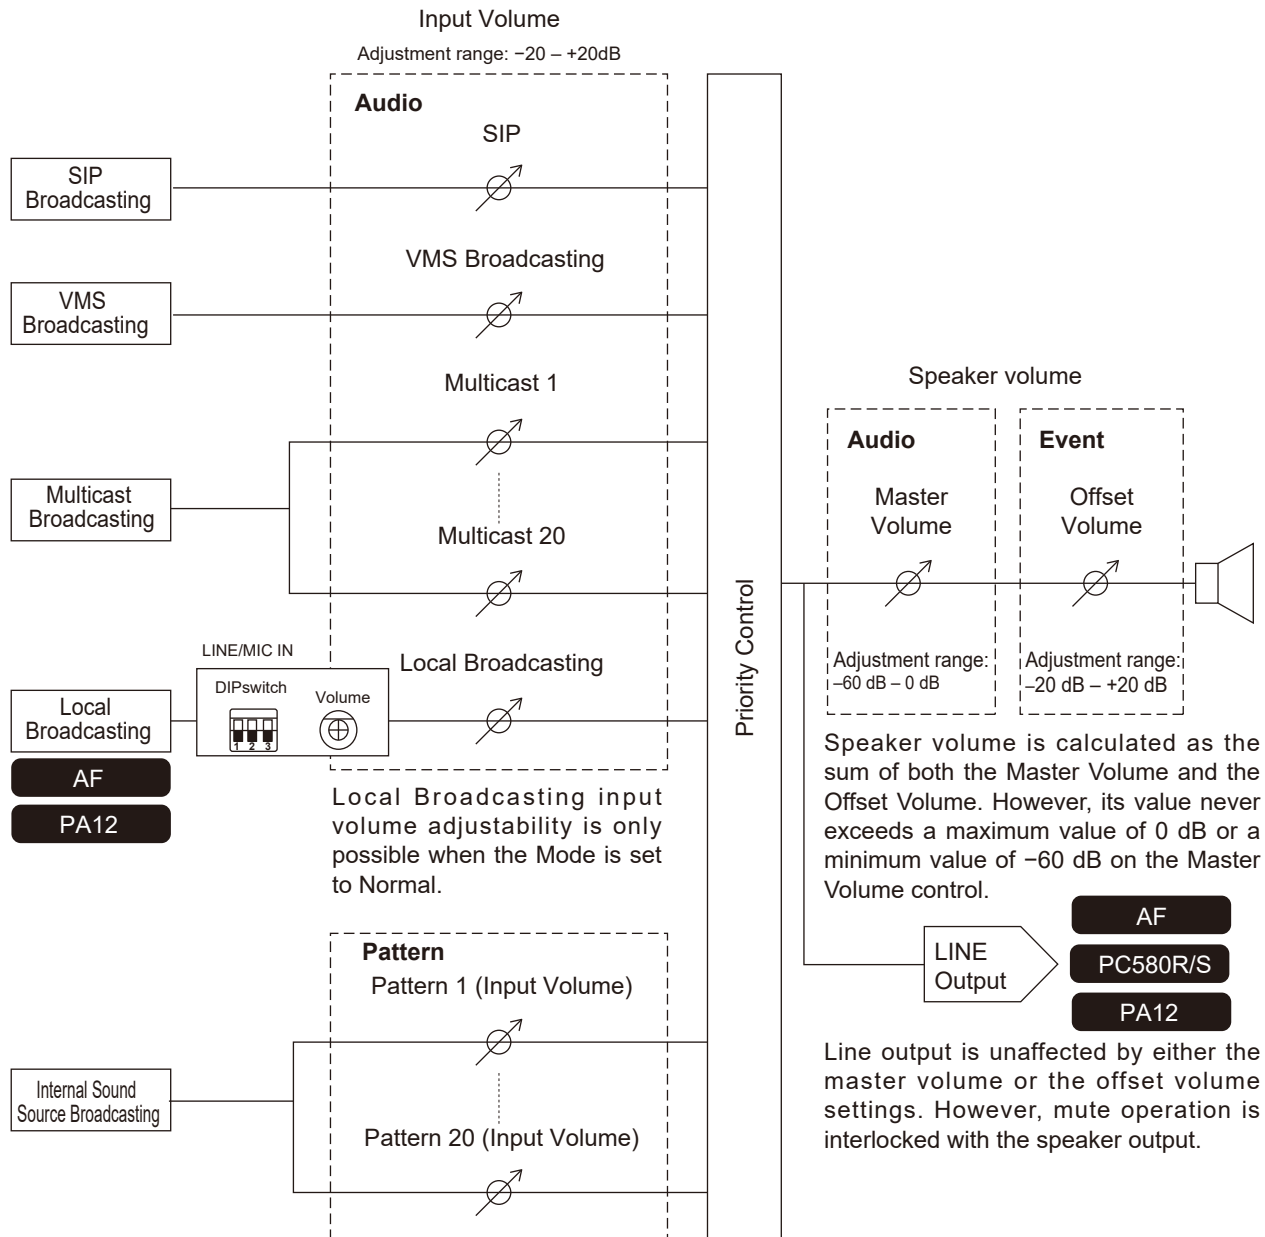 Input Volume
Adjustment range: −20 – +20dB
Audio
SIP
SIP
Broadcasting
VMS Broadcasting
VMS
Broadcasting
Multicast 1
Multicast
Broadcasting
Multicast 20
LINE/MIC IN
DIPswitch
1 2 3
Volume
Local Broadcasting
Local
Broadcasting
AF
PA12
Local Broadcasting input
volume adjustability is only
possible when the Mode is set
to Normal.
Pattern
Pattern 1 (Input Volume)
Internal Sound
Source Broadcasting
Pattern 20 (Input Volume)
Priority Control
Speaker volume
Audio
Master
Volume
Adjustment range:
–60 dB – 0 dB
Event
Offset
Volume
Adjustment range:
–20 dB – +20 dB
Speaker volume is calculated as the
sum of both the Master Volume and the
Offset Volume. However, its value never
exceeds a maximum value of 0 dB or a
minimum value of −60 dB on the Master
Volume control.
LINE
Output
AF
PC580R/S
PA12
Line output is unaffected by either the
master volume or the offset volume
settings. However, mute operation is
interlocked with the speaker output.